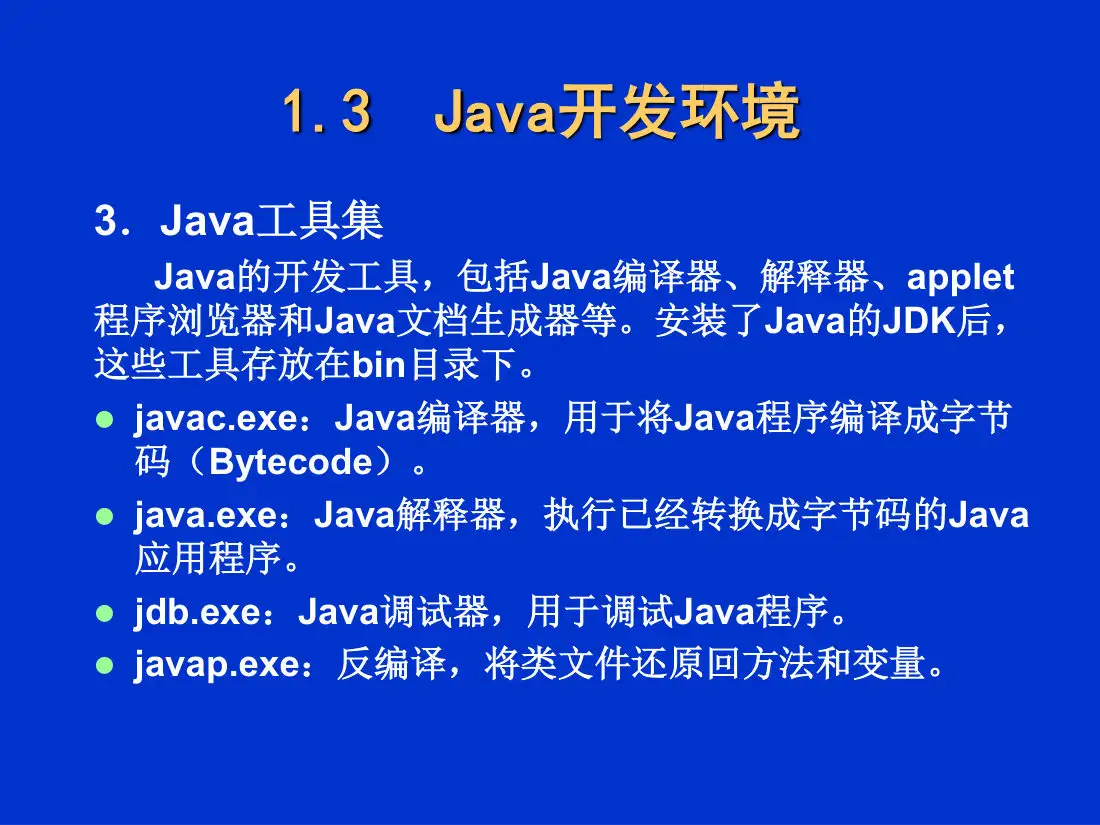 1.3 Java开发环境
3．Java工具集
Java的开发工具，包括Java编译器、解释器、applet
程序浏览器和Java文档生成器等。安装了Java的JDK后，
这些工具存放在bin目录下。
javac.exe：Java编译器，用于将Java程序编译成字节
码（Bytecode）。
java.exe：Java解释器，执行已经转换成字节码的Java
应用程序。
jdb.exe：Java调试器，用于调试Java程序。
javap.exe：反编译，将类文件还原回方法和变量。